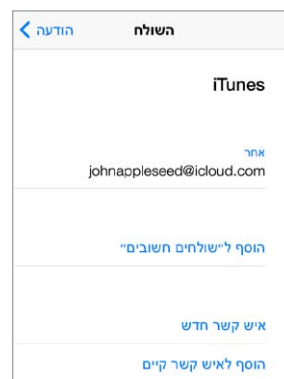 השולח
הודעה
iTunes
אחר
johnappleseed@icloud.com
הוסף ל״שולחים חשובים״
איש קשר חדש
הוסף לאיש קשר קיים